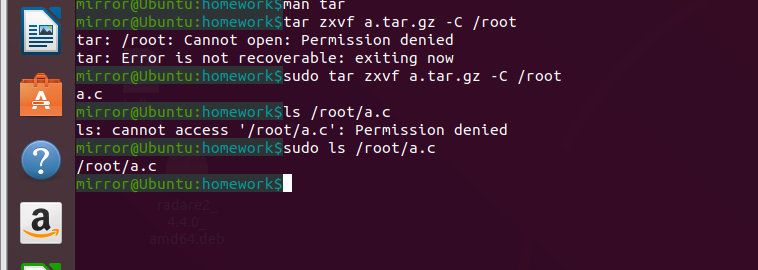 mirror@Ubuntu:homework$man tar
mirror@Ubuntu:homework$tar zxvf a.tar.gz -C /root
tar: /root: Cannot open: Permission denied
tar: Error is not recoverable: exiting now
mirror@Ubuntu:homework$sudo tar zxvf a.tar.gz -C /root
a.c
mirror@Ubuntu:homework$ls /root/a.c
ls: cannot access '/root/a.c': Permission denied
mirror@Ubuntu:homework$sudo ls /root/a.c
/root/a.c
mirror@Ubuntu:homework$
radare2_
4.4.0_
amd64.deb